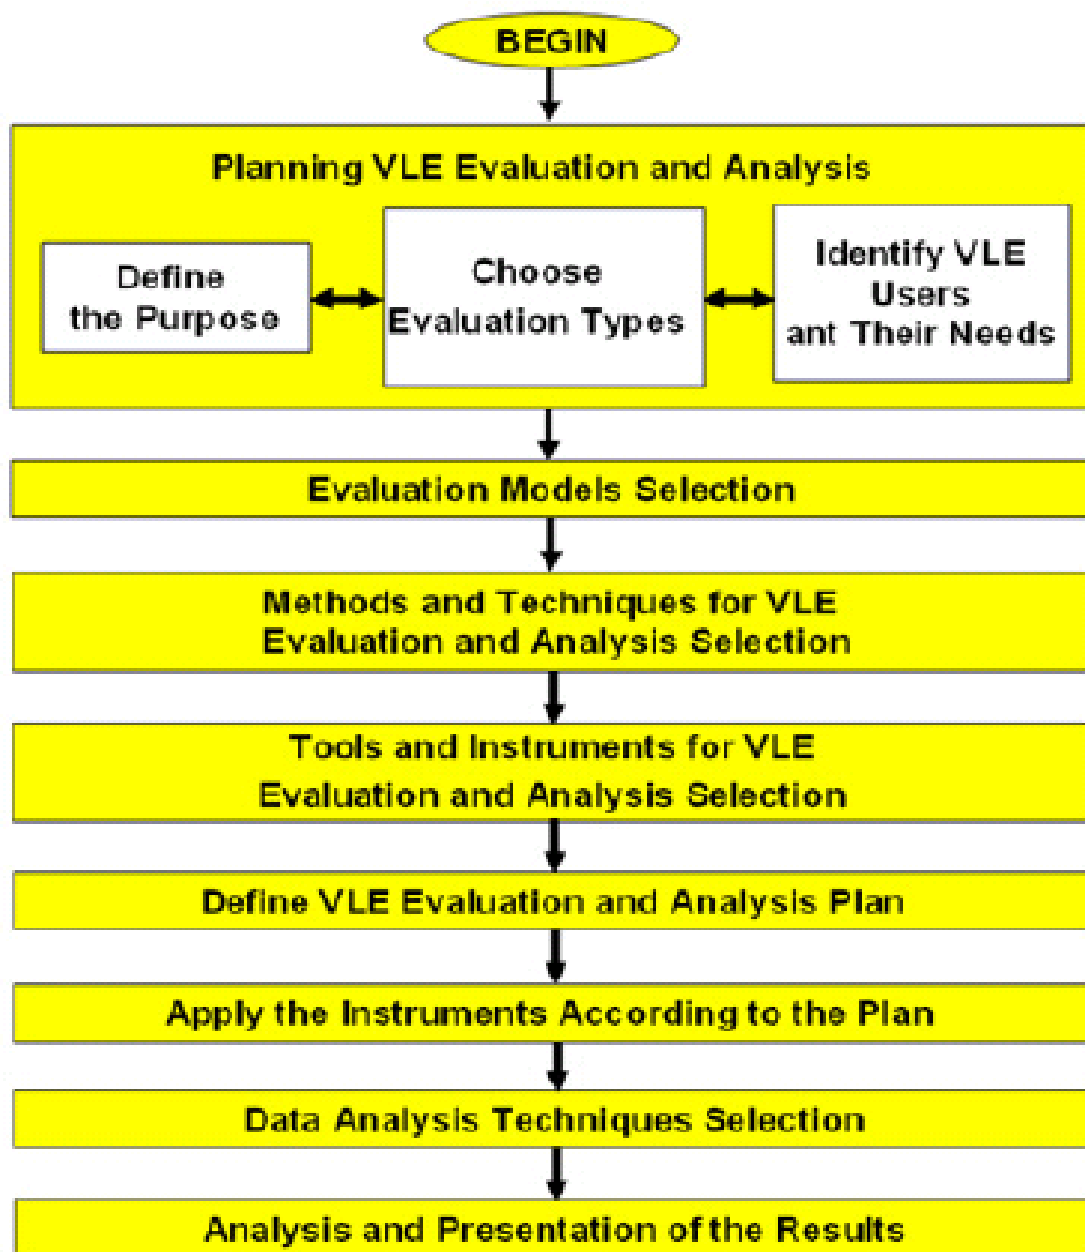 BEGIN
Planning VLE Evaluation and Analysis
Define
the Purpose
Choose
Evaluation Types
Identify VLE
Users
ant Their Needs
Evaluation Models Selection
Methods and Techniques for VLE
Evaluation and Analysis Selection
Tools and Instruments for VLE
Evaluation and Analysis Selection
Define VLE Evaluation and Analysis Plan
Apply the Instruments According to the Plan
Data Analysis Techniques Selection
Analysis and Presentation of the Results